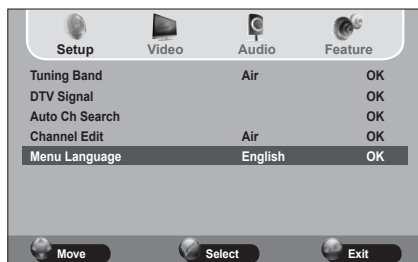 Setup Video Audio Feature
Tuning Band Air OK
DTV Signal OK
Auto Ch Search OK
Channel Edit Air OK
Menu Language English OK
Move Select Exit